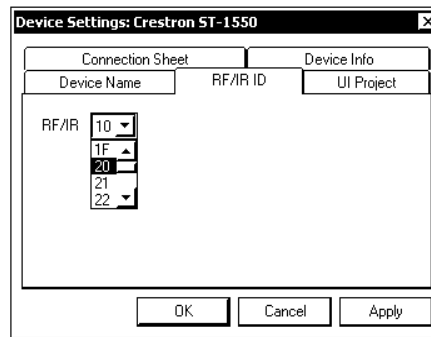 Device Settings: Crestron ST-1550
Connection Sheet Device Info
Device Name RF/IR ID UI Project
RF/IR 10
1F
20
21
22
OK Cancel Apply